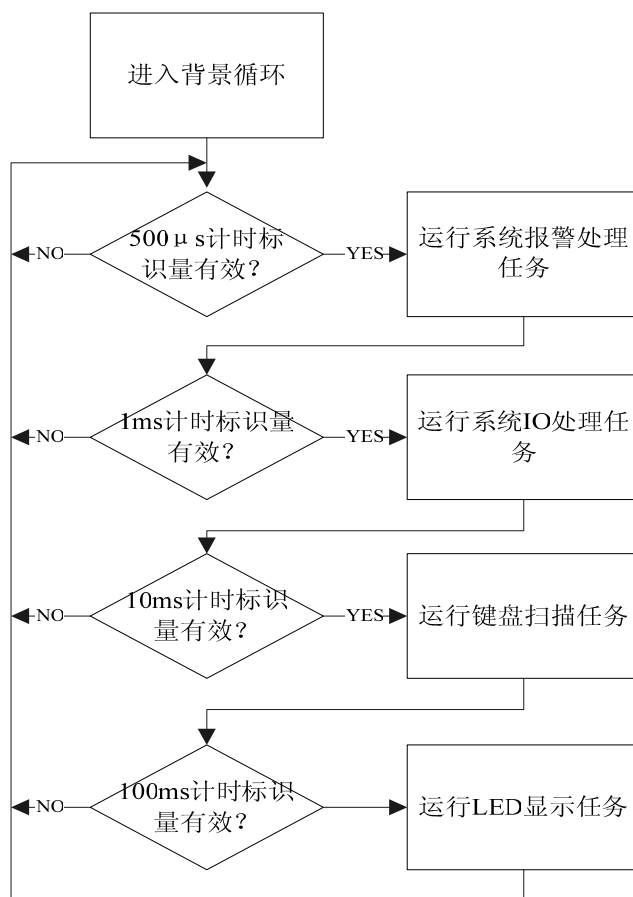 进入背景循环
500μs计时标
识量有效？
NO
YES
运行系统报警处理
任务
1ms计时标识量
有效？
NO
YES
运行系统IO处理任
务
10ms计时标识
量有效？
NO
YES
运行键盘扫描任务
100ms计时标识
量有效？
NO
运行LED显示任务